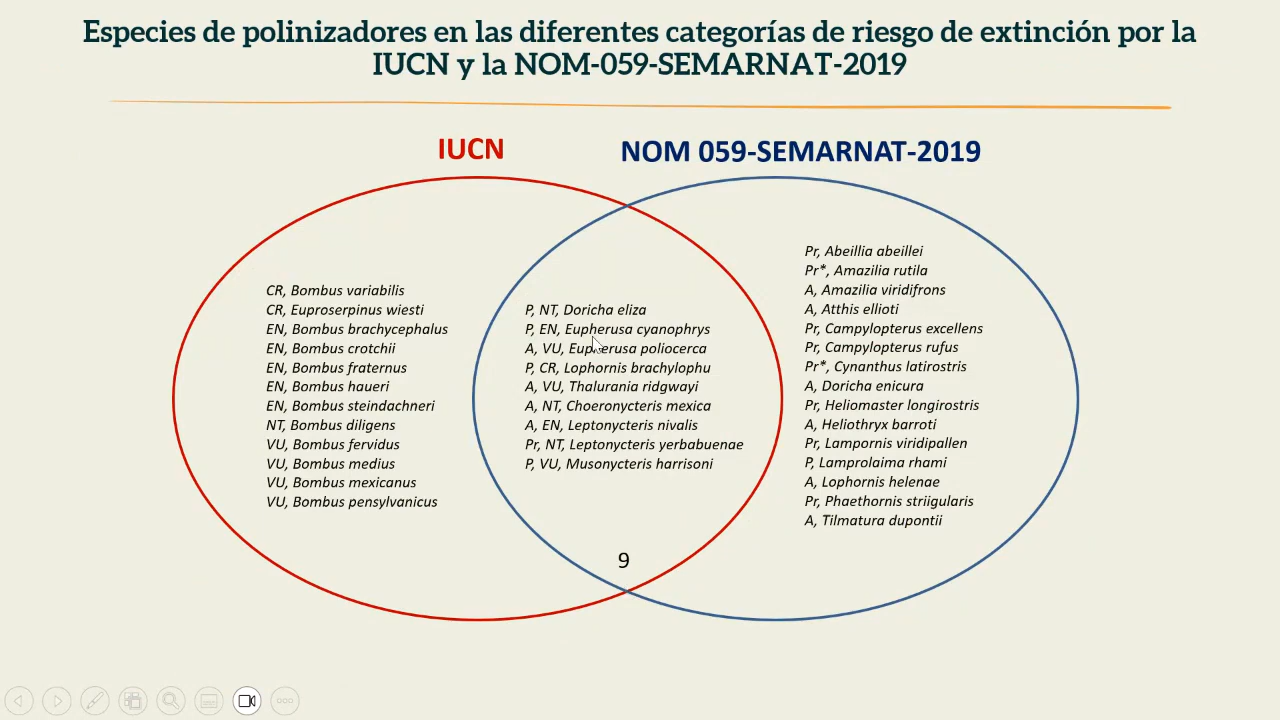 Especies de polinizadores en las diferentes categorías de riesgo de extinción por la
IUCN y la NOM-059-SEMARNAT-2019
IUCN
NOM 059-SEMARNAT-2019
CR, Bombus variabilis
CR, Euproserpinus wiesti
EN, Bombus brachycephalus
EN, Bombus crotchii
EN, Bombus fraternus
EN, Bombus haueri
EN, Bombus steindachneri
NT, Bombus diligens
VU, Bombus fervidus
VU, Bombus medius
VU, Bombus mexicanus
VU, Bombus pensylvanicus
P, NT, Doricha eliza
P, EN, Eupherusa cyanophrys
A, VU, Eupherusa poliocerca
P, CR, Lophornis brachylophu
A, VU, Thalurania ridgwayi
A, NT, Choeronycteris mexica
A, EN, Leptonycteris nivalis
Pr, NT, Leptonycteris yerbabuenae
P, VU, Musonycteris harrisoni
9
Pr, Abeillia abeillei
Pr*, Amazilia rutila
A, Amazilia viridifrons
A, Atthis ellioti
Pr, Campylopterus excellens
Pr, Campylopterus rufus
Pr*, Cynanthus latirostris
A, Doricha enicura
Pr, Heliomaster longirostris
A, Heliothryx barroti
Pr, Lampornis viridipallen
P, Lamprolaima rhami
A, Lophornis helenae
Pr, Phaethornis striigularis
A, Tilmatura dupontii